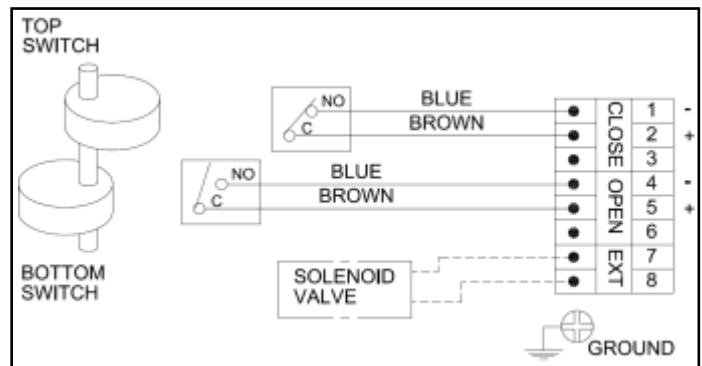 TOP
SWITCH
NO
C
BLUE
BROWN
NO
C
BLUE
BROWN
CLOSE
OPEN
EXT
1 -
2 +
3
4 -
5 +
6
7
8
SOLENOID
VALVE
BOTTOM
SWITCH
GROUND